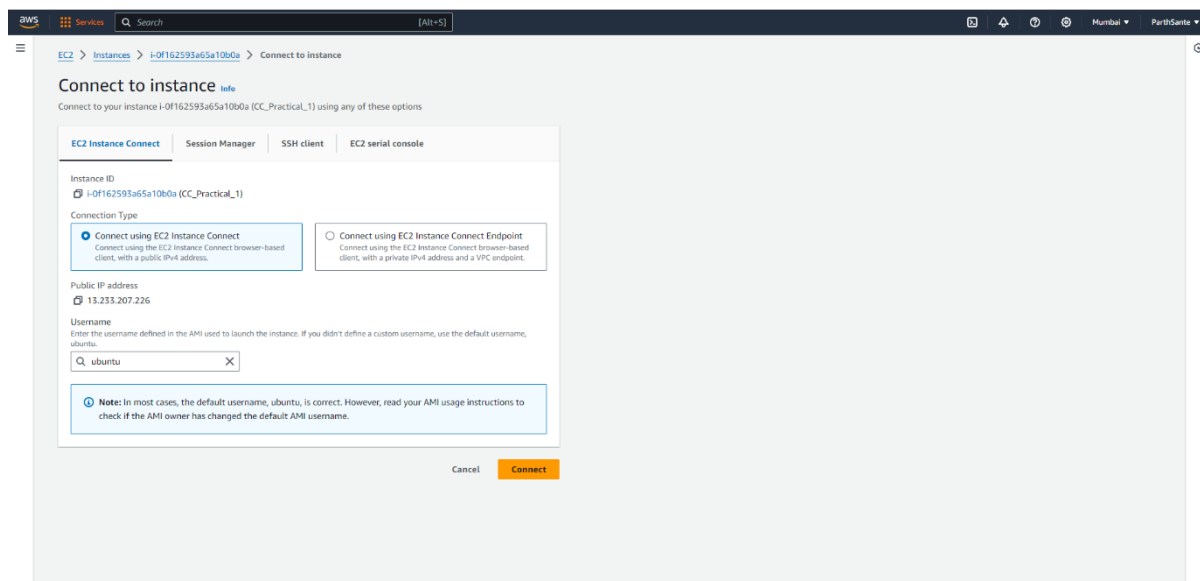 aws Services Search [Alt+S] Mumbai ParthSante
EC2 > Instances > i-0f162593a65a10b0a > Connect to instance
Connect to instance Info
Connect to your instance i-0f162593a65a10b0a (CC_Practical_1) using any of these options
EC2 Instance Connect Session Manager SSH client EC2 serial console
Instance ID
i-0f162593a65a10b0a (CC_Practical_1)
Connection Type
Connect using EC2 Instance Connect
Connect using the EC2 Instance Connect browser-based
client, with a public IPv4 address.
Connect using EC2 Instance Connect Endpoint
Connect using the EC2 Instance Connect browser-based
client, with a private IPv4 address and a VPC endpoint.
Public IP address
13.233.207.226
Username
Enter the username defined in the AMI used to launch the instance. If you didn't define a custom username, use the default username,
ubuntu.
ubuntu
Note: In most cases, the default username, ubuntu, is correct. However, read your AMI usage instructions to
check if the AMI owner has changed the default AMI username.
Cancel Connect